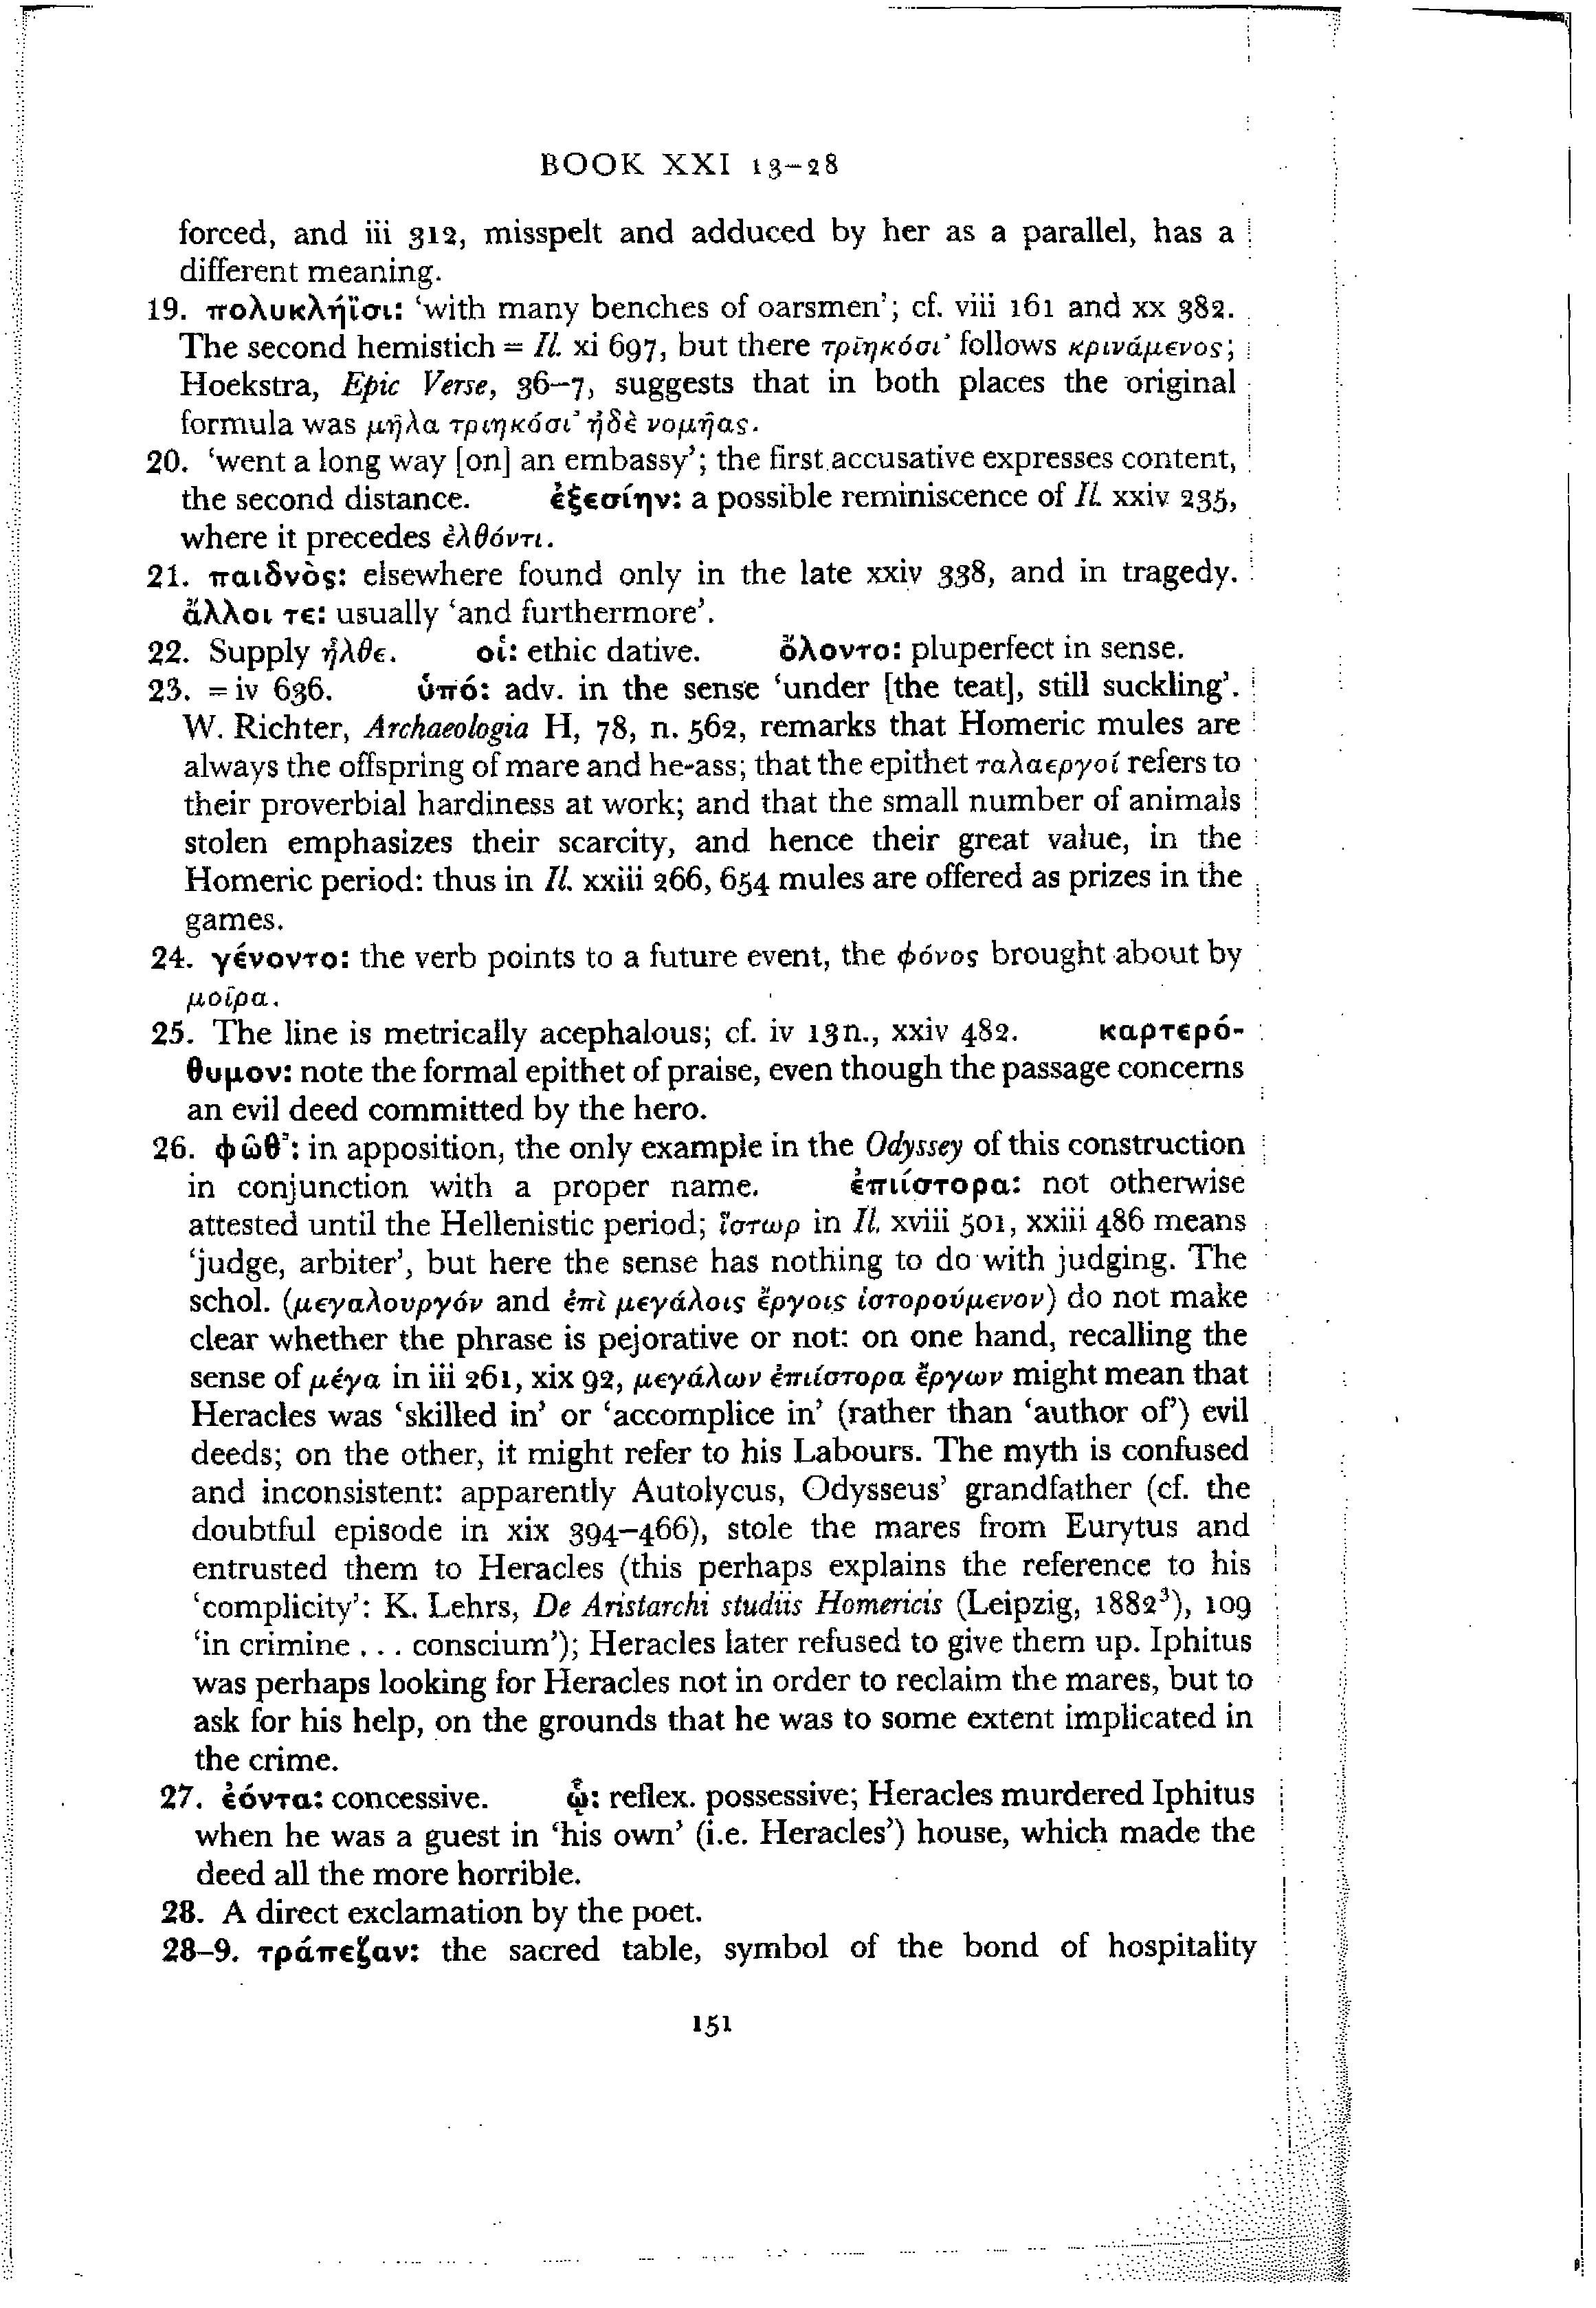 BOOK XXI 13–28
forced, and iii 312, misspelt and adduced by her as a parallel, has a
different meaning.
19. πολυκλήϊσι: ‘with many benches of oarsmen’; cf. viii 161 and xx 382.
The second hemistich = Il. xi 697, but there τρῑηκόσι’ follows κρινάμενος;
Hoekstra, Epic Verse, 36–7, suggests that in both places the original
formula was μῆλα τριηκόσι’ ἠδὲ νομῆας.
20. ‘went a long way [on] an embassy’; the first accusative expresses content,
the second distance. ἐξεσίην: a possible reminiscence of Il. xxiv 235,
where it precedes ἐλθόντι.
21. παιδνὸς: elsewhere found only in the late xxiv 338, and in tragedy.
ἄλλοι τε: usually ‘and furthermore’.
22. Supply ἦλθε. οἱ: ethic dative. ὄλοντο: pluperfect in sense.
23. = iv 636. ὑπό: adv. in the sense ‘under [the teat], still suckling’.
W. Richter, Archaeologia H, 78, n. 562, remarks that Homeric mules are
always the offspring of mare and he-ass; that the epithet ταλαεργοί refers to
their proverbial hardiness at work; and that the small number of animals
stolen emphasizes their scarcity, and hence their great value, in the
Homeric period: thus in Il. xxiii 266, 654 mules are offered as prizes in the
games.
24. γένοντο: the verb points to a future event, the φόνος brought about by
μοῖρα.
25. The line is metrically acephalous; cf. iv 13n., xxiv 482. καρτερό-
θυμον: note the formal epithet of praise, even though the passage concerns
an evil deed committed by the hero.
26. φῶθ’: in apposition, the only example in the Odyssey of this construction
in conjunction with a proper name. ἐπιίστορα: not otherwise
attested until the Hellenistic period; ἵστωρ in Il. xviii 501, xxiii 486 means
‘judge, arbiter’, but here the sense has nothing to do with judging. The
schol. (μεγαλουργόν and ἐπὶ μεγάλοις ἔργοις ἱστορούμενον) do not make
clear whether the phrase is pejorative or not: on one hand, recalling the
sense of μέγα in iii 261, xix 92, μεγάλων ἐπιίστορα ἔργων might mean that
Heracles was ‘skilled in’ or ‘accomplice in’ (rather than ‘author of’) evil
deeds; on the other, it might refer to his Labours. The myth is confused
and inconsistent: apparently Autolycus, Odysseus’ grandfather (cf. the
doubtful episode in xix 394–466), stole the mares from Eurytus and
entrusted them to Heracles (this perhaps explains the reference to his
‘complicity’: K. Lehrs, De Aristarchi studiis Homericis (Leipzig, 1882³), 109
‘in crimine . . . conscium’); Heracles later refused to give them up. Iphitus
was perhaps looking for Heracles not in order to reclaim the mares, but to
ask for his help, on the grounds that he was to some extent implicated in
the crime.
27. ἐόντα: concessive. ᾧ: reflex. possessive; Heracles murdered Iphitus
when he was a guest in ‘his own’ (i.e. Heracles’) house, which made the
deed all the more horrible.
28. A direct exclamation by the poet.
28–9. τράπεζαν: the sacred table, symbol of the bond of hospitality
151